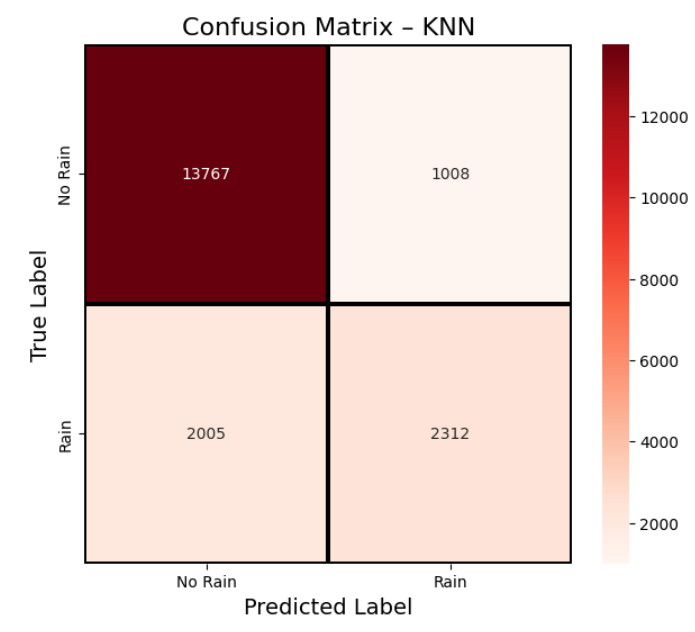 Confusion Matrix – KNN
True Label
No Rain
13767
1008
Rain
2005
2312
No Rain
Rain
Predicted Label
12000
10000
8000
6000
4000
2000